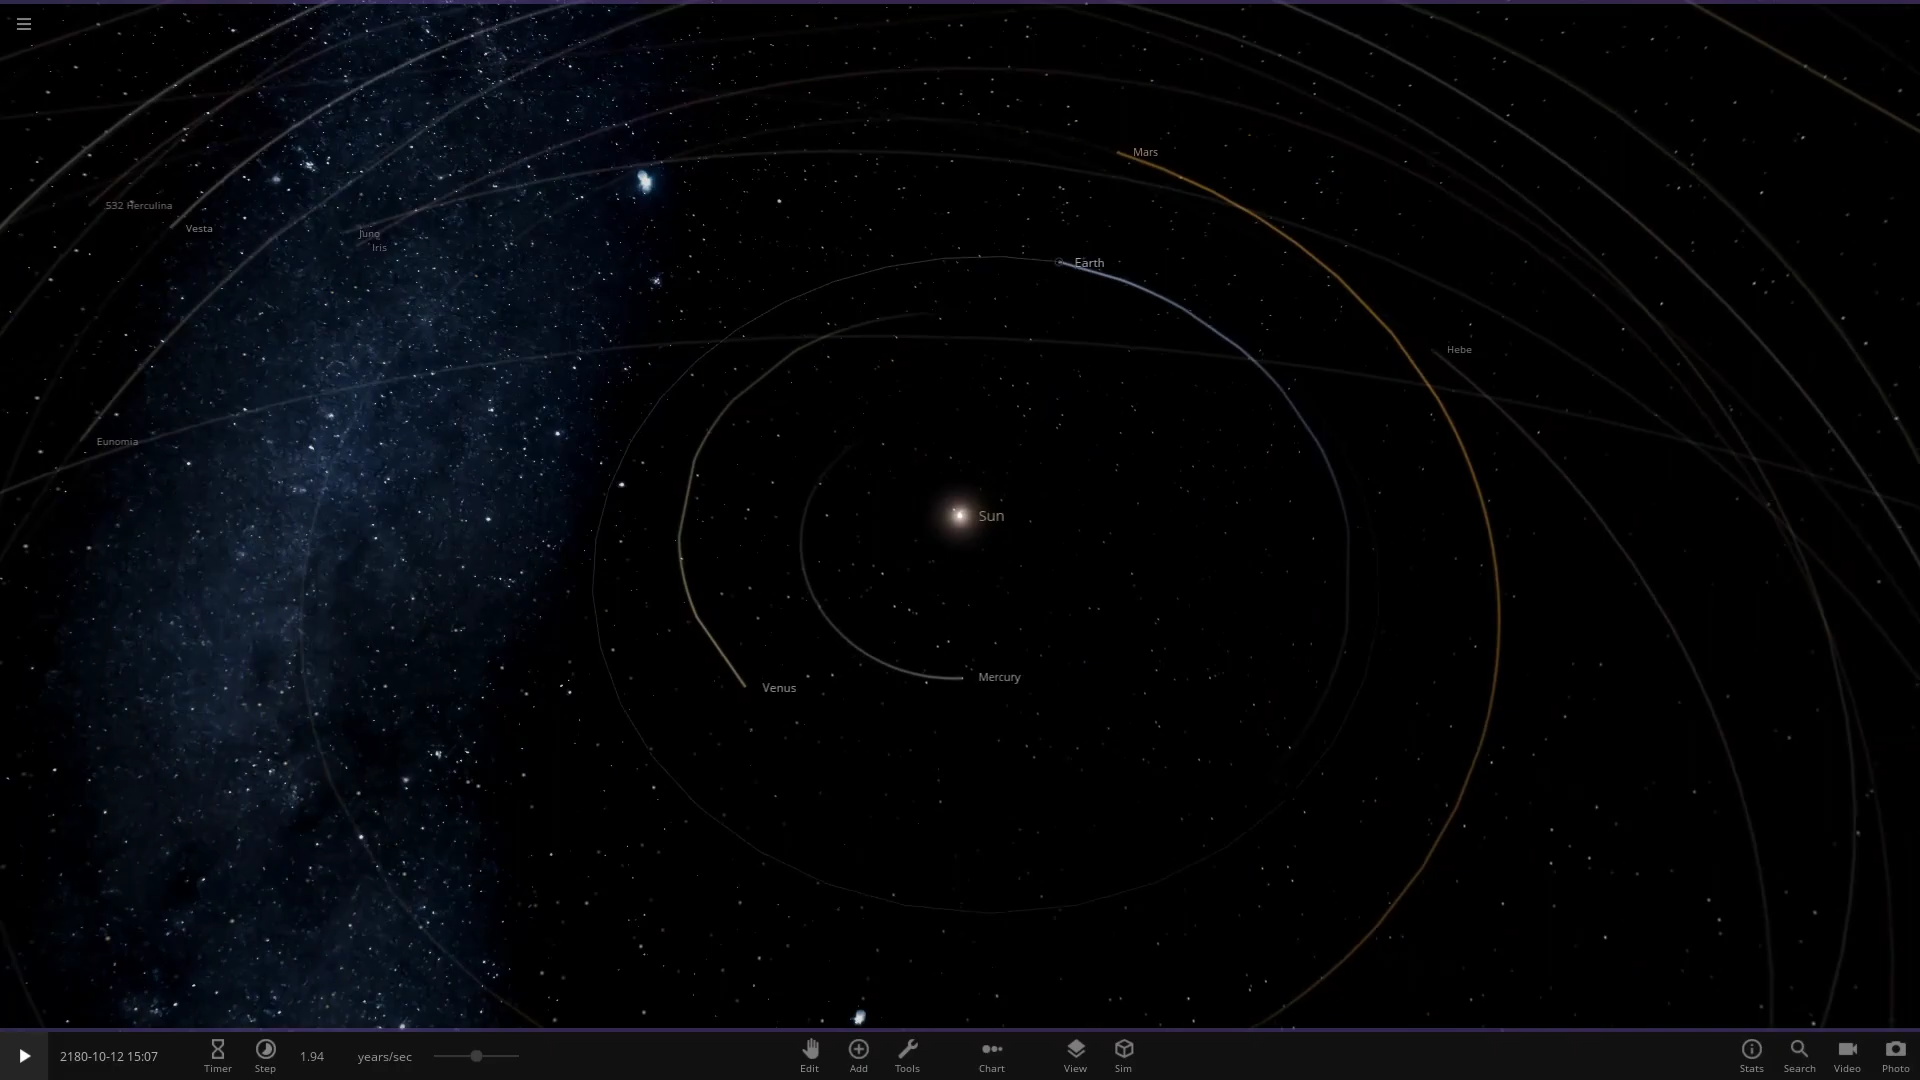 Mars
532 Herculina
Vesta
Juno
Iris
Earth
Hebe
Eunomia
Sun
Mercury
Venus
2180-10-12 15:07
Timer
Step
1.94
years/sec
Edit
Add
Tools
Chart
View
Sim
Stats
Search
Video
Photo